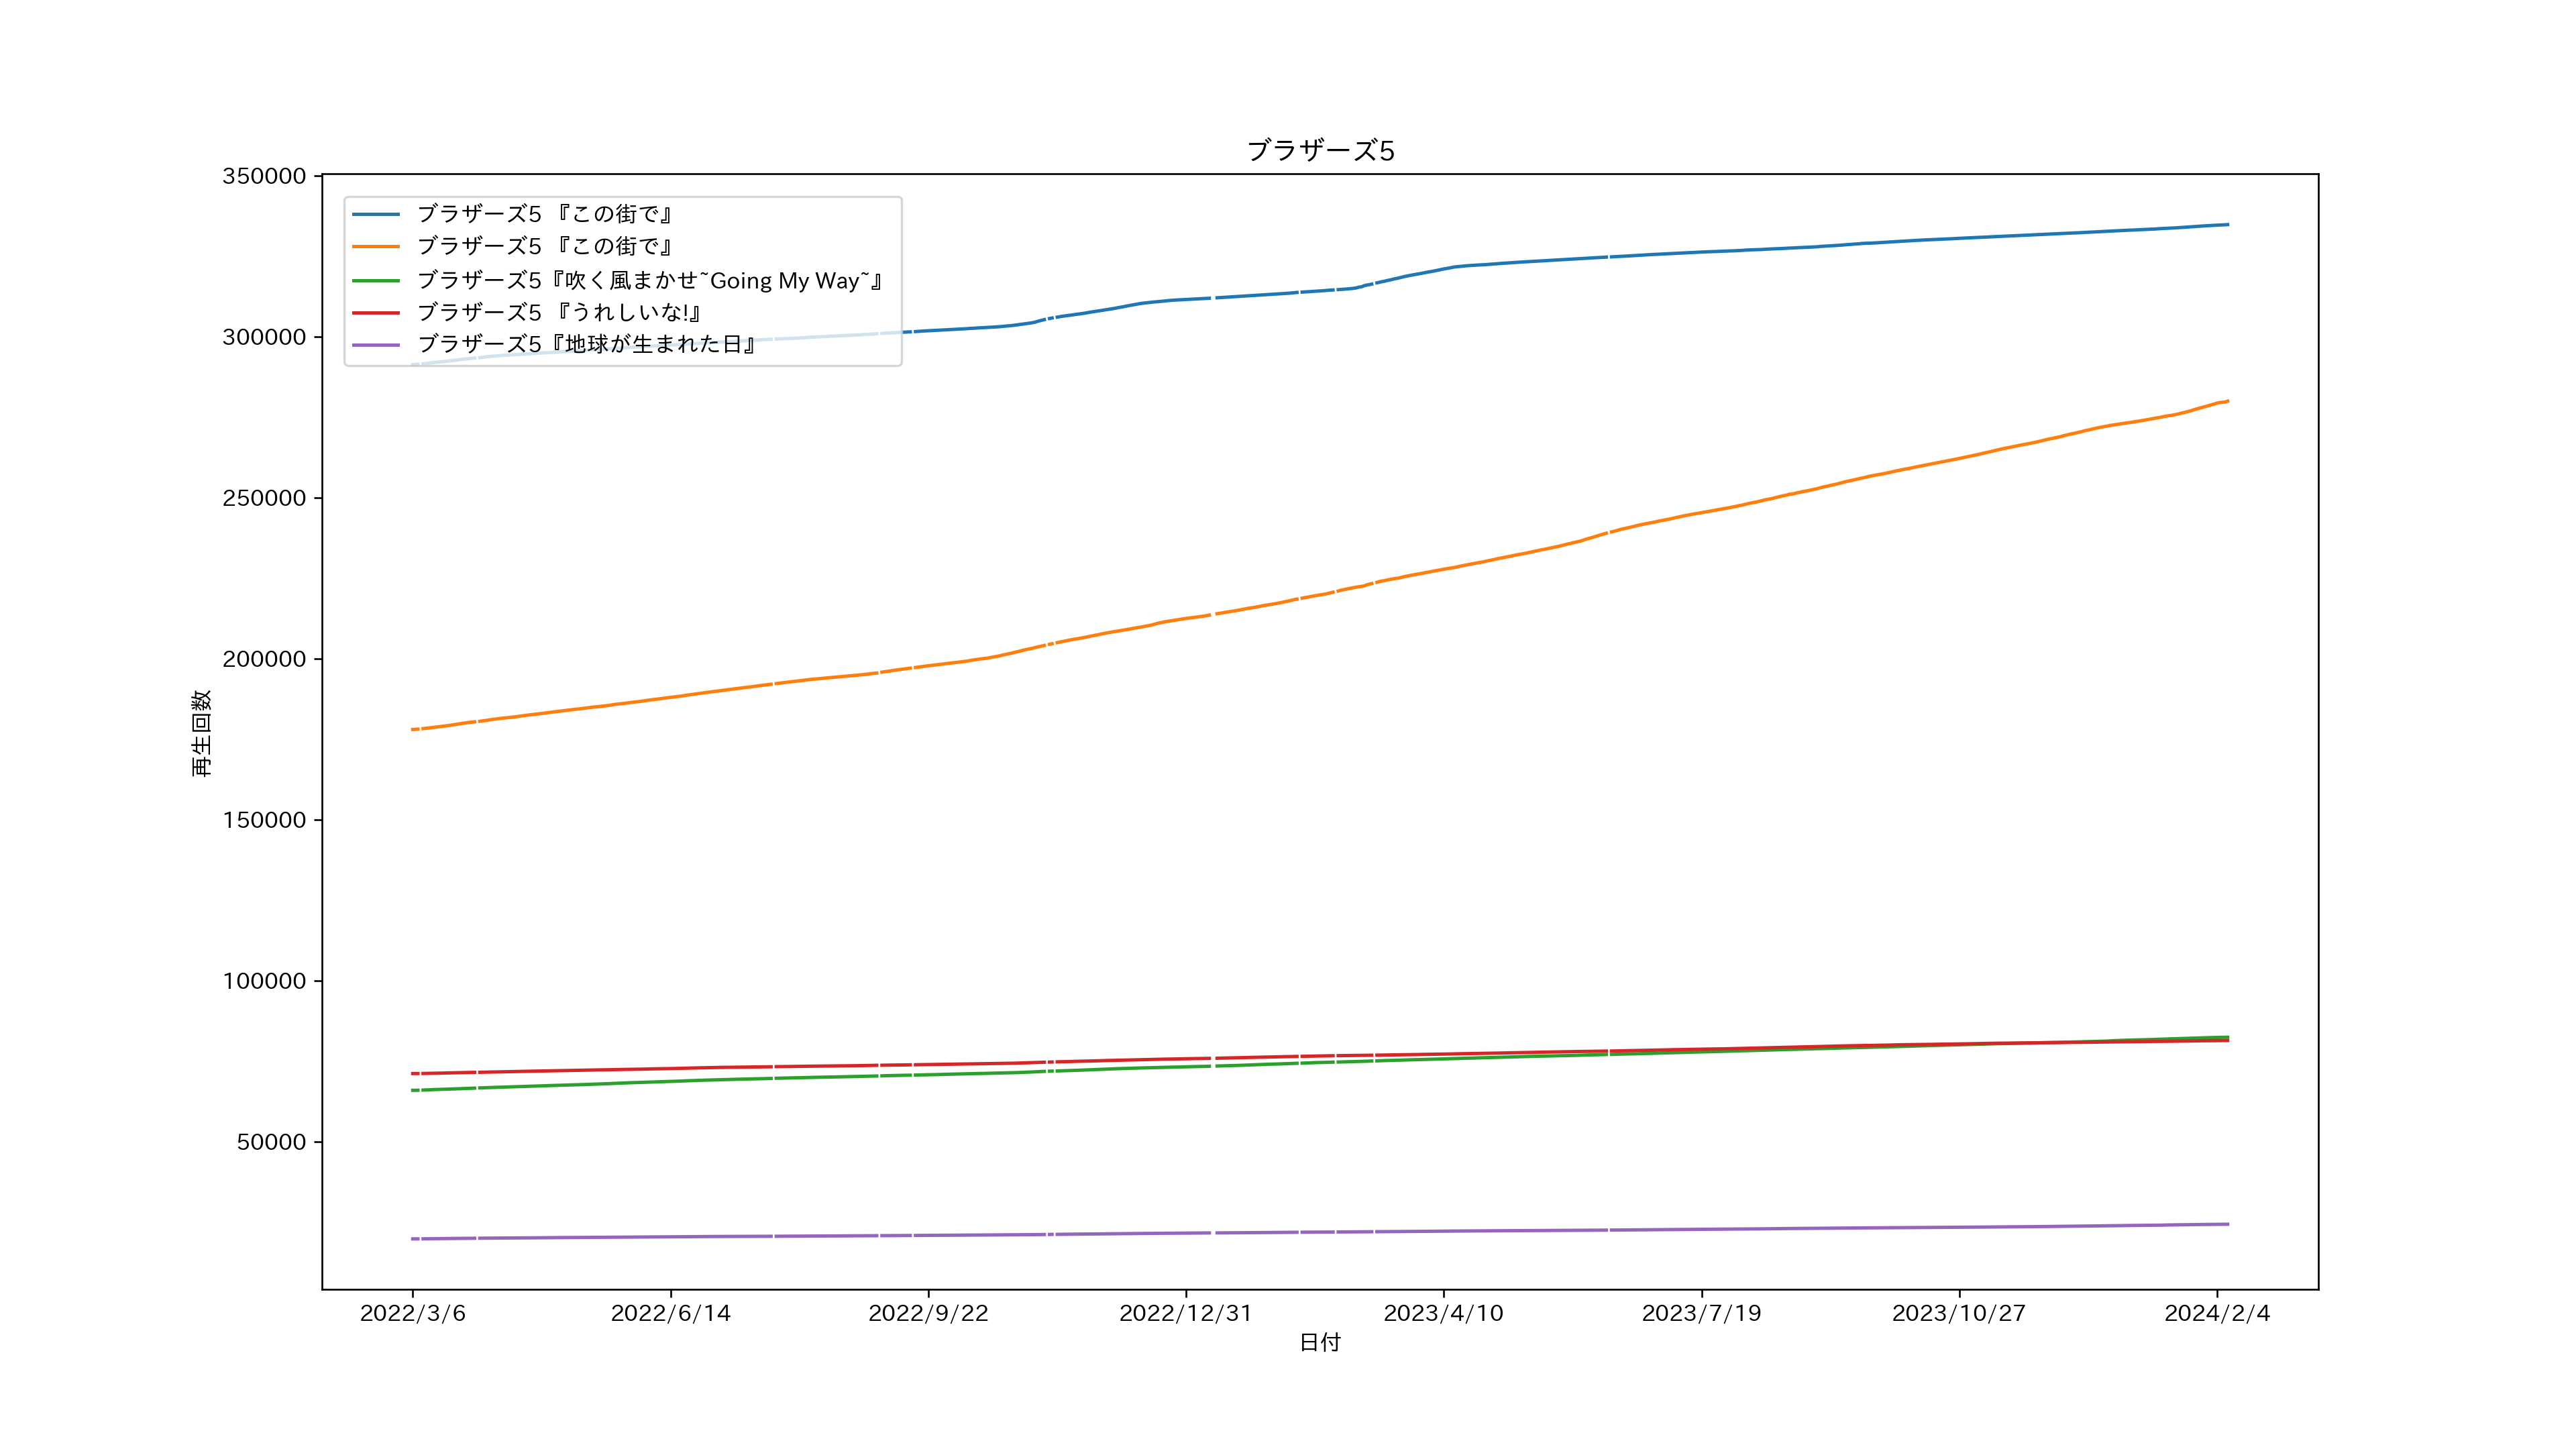 ブラザーズ5
350000
300000
250000
200000
150000
100000
50000
再生回数
ブラザーズ5 『この街で』
ブラザーズ5 『この街で』
ブラザーズ5『吹く風まかせ~Going My Way~』
ブラザーズ5 『うれしいな!』
ブラザーズ5『地球が生まれた日』
2022/3/6 2022/6/14 2022/9/22 2022/12/31 2023/4/10 2023/7/19 2023/10/27 2024/2/4
日付